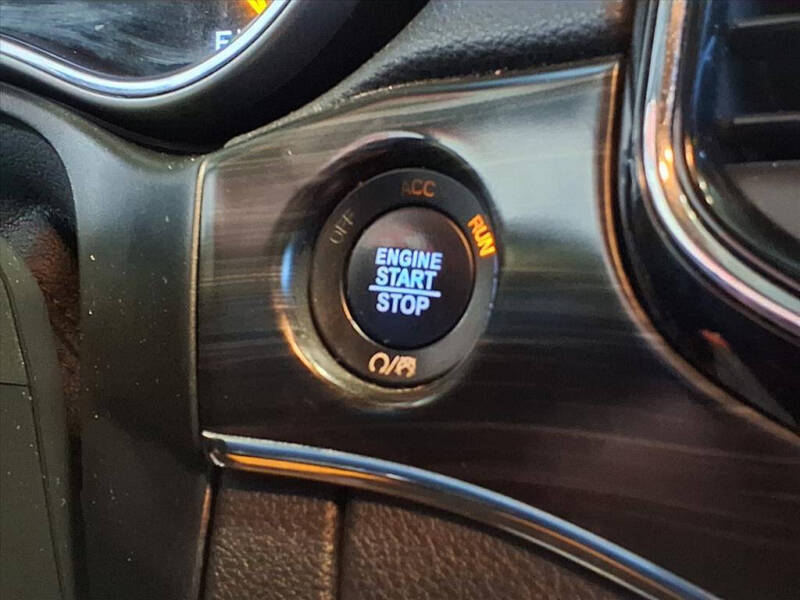 OFF
ACC
RUN
ENGINE
START
STOP